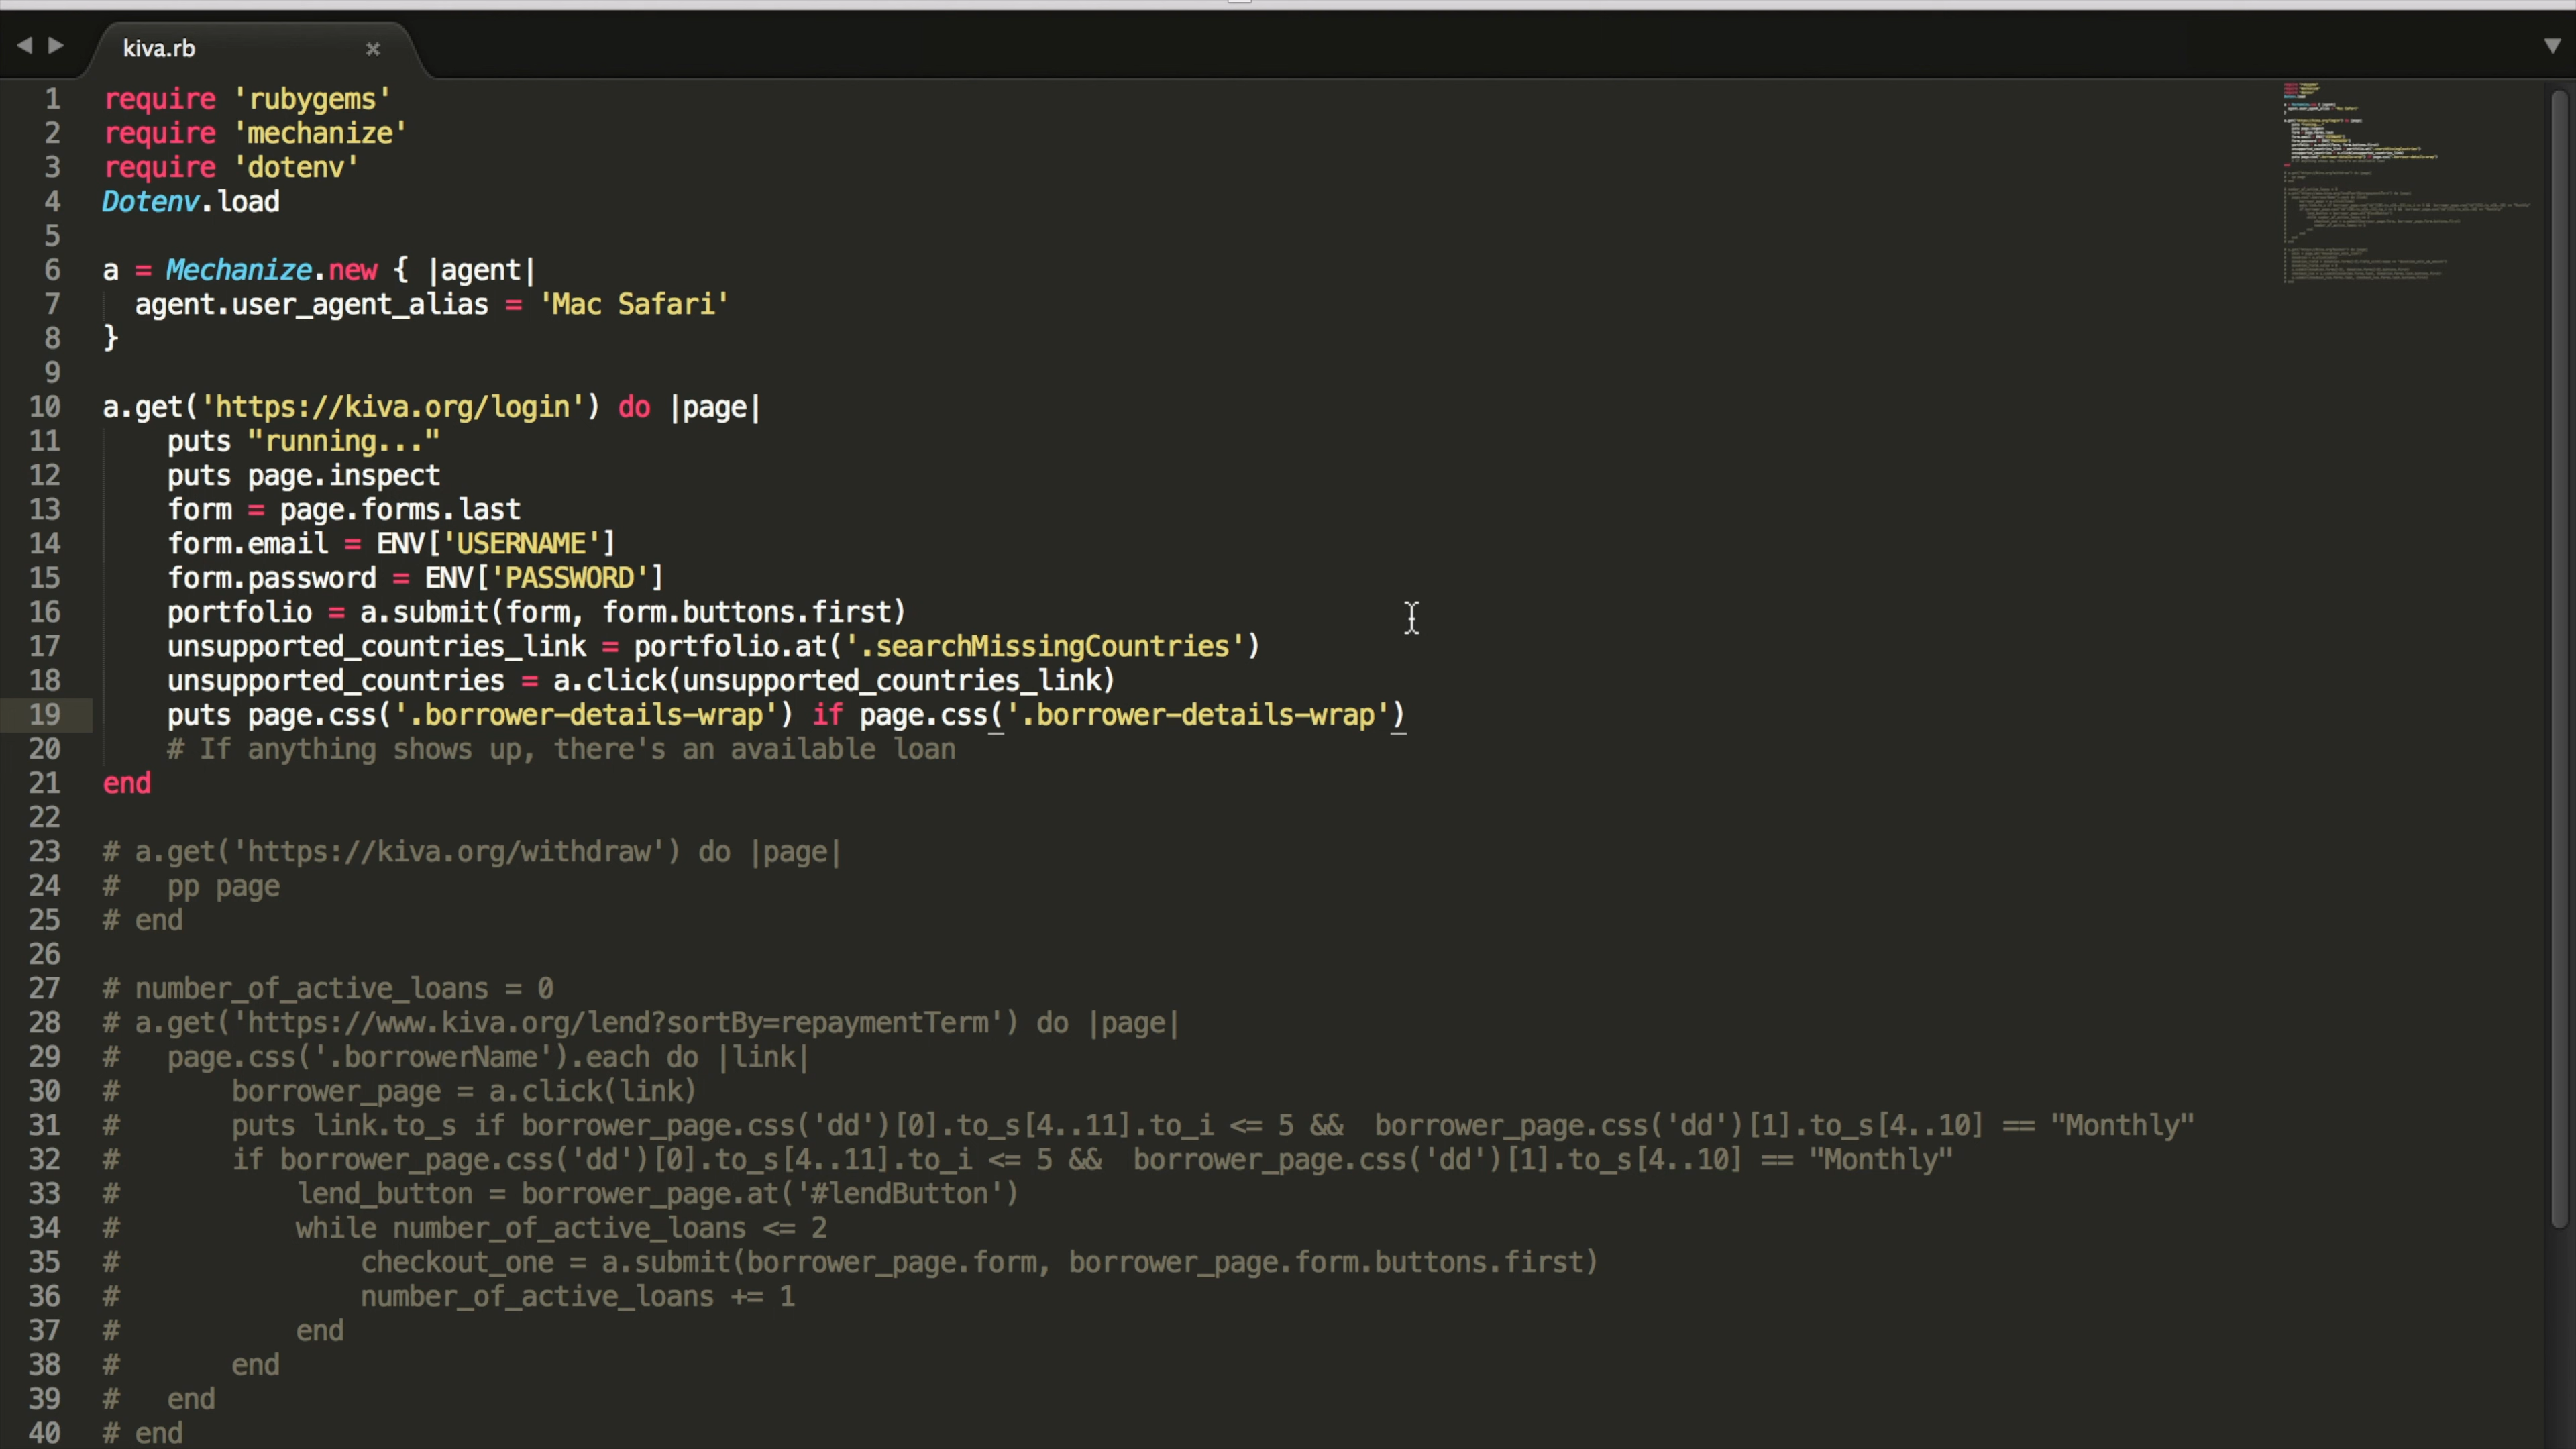 kiva.rb
1 require 'rubygems'
2 require 'mechanize'
3 require 'dotenv'
4 Dotenv.load
5
6 a = Mechanize.new { |agent|
7   agent.user_agent_alias = 'Mac Safari'
8 }
9
10 a.get('https://kiva.org/login') do |page|
11     puts "running..."
12     puts page.inspect
13     form = page.forms.last
14     form.email = ENV['USERNAME']
15     form.password = ENV['PASSWORD']
16     portfolio = a.submit(form, form.buttons.first)
17     unsupported_countries_link = portfolio.at('.searchMissingCountries')
18     unsupported_countries = a.click(unsupported_countries_link)
19     puts page.css('.borrower-details-wrap') if page.css('.borrower-details-wrap')
20     # If anything shows up, there's an available loan
21 end
22
23 # a.get('https://kiva.org/withdraw') do |page|
24 #   pp page
25 # end
26
27 # number_of_active_loans = 0
28 # a.get('https://www.kiva.org/lend?sortBy=repaymentTerm') do |page|
29 #   page.css('.borrowerName').each do |link|
30 #       borrower_page = a.click(link)
31 #       puts link.to_s if borrower_page.css('dd')[0].to_s[4..11].to_i <= 5 &&  borrower_page.css('dd')[1].to_s[4..10] == "Monthly"
32 #       if borrower_page.css('dd')[0].to_s[4..11].to_i <= 5 &&  borrower_page.css('dd')[1].to_s[4..10] == "Monthly"
33 #           lend_button = borrower_page.at('#lendButton')
34 #           while number_of_active_loans <= 2
35 #               checkout_one = a.submit(borrower_page.form, borrower_page.form.buttons.first)
36 #               number_of_active_loans += 1
37 #           end
38 #       end
39 #   end
40 # end